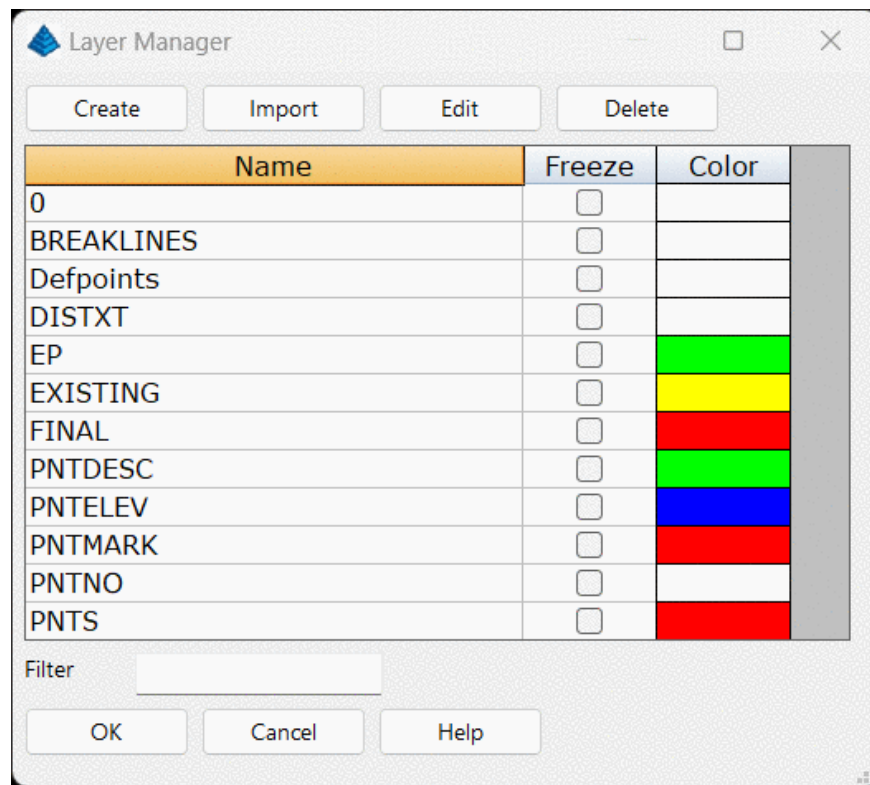 Layer Manager
Create Import Edit Delete
Name Freeze Color
0
BREAKLINES
Defpoints
DISTXT
EP
EXISTING
FINAL
PNTDESC
PNTELEV
PNTMARK
PNTNO
PNTS
Filter
OK Cancel Help